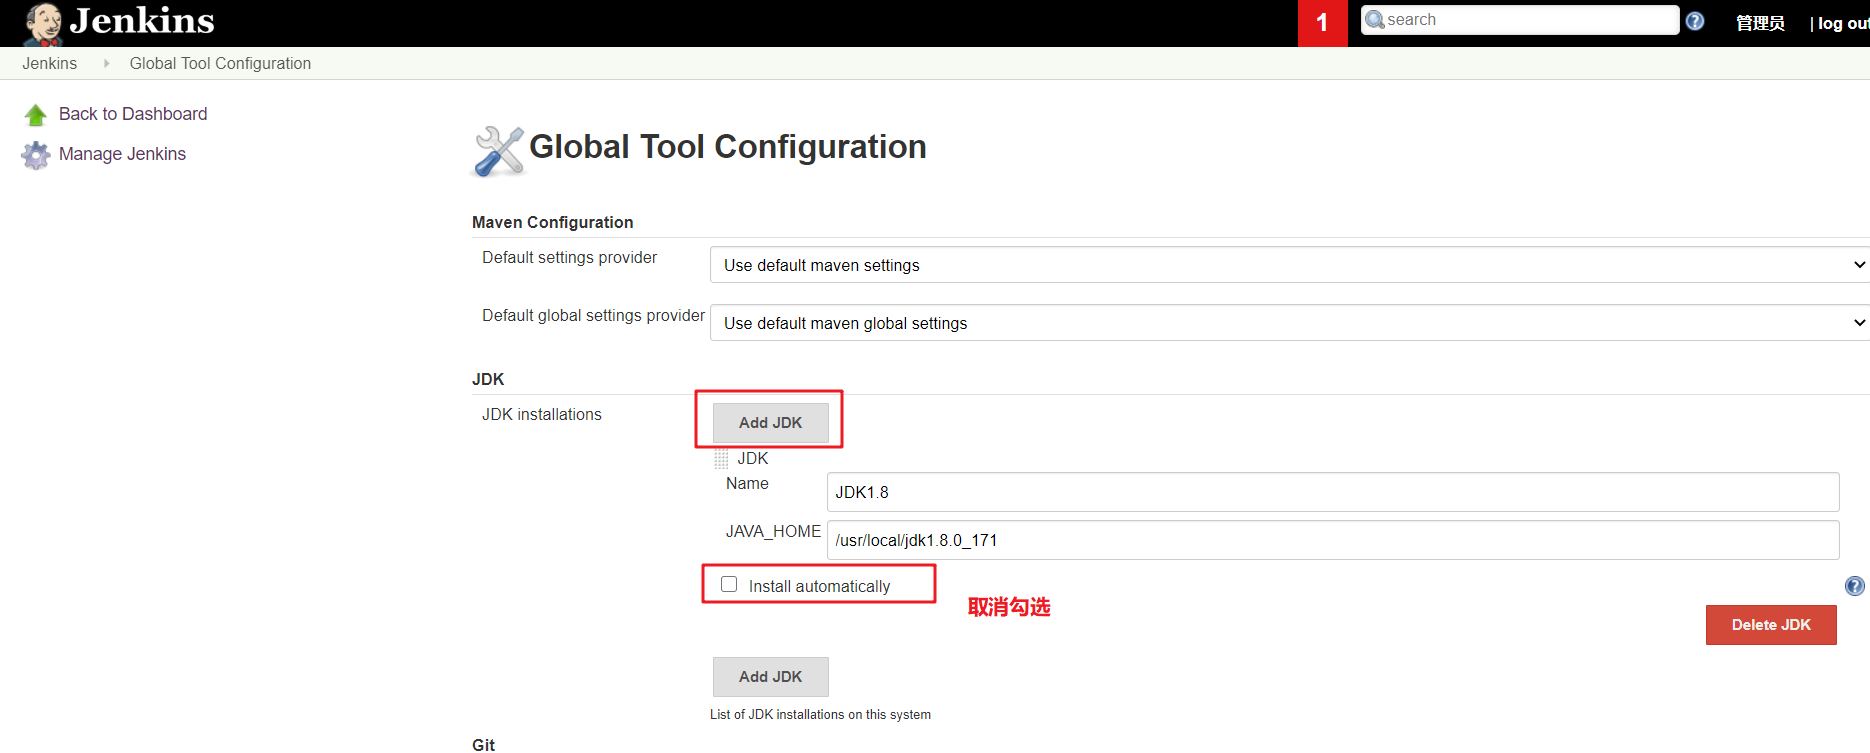 Jenkins
1
search
管理员
| log out
Jenkins
Global Tool Configuration
Back to Dashboard
Manage Jenkins
Global Tool Configuration
Maven Configuration
Default settings provider
Use default maven settings
Default global settings provider
Use default maven global settings
JDK
JDK installations
Add JDK
JDK
Name
JDK1.8
JAVA_HOME
/usr/local/jdk1.8.0_171
Install automatically
取消勾选
Delete JDK
Add JDK
List of JDK installations on this system
Git